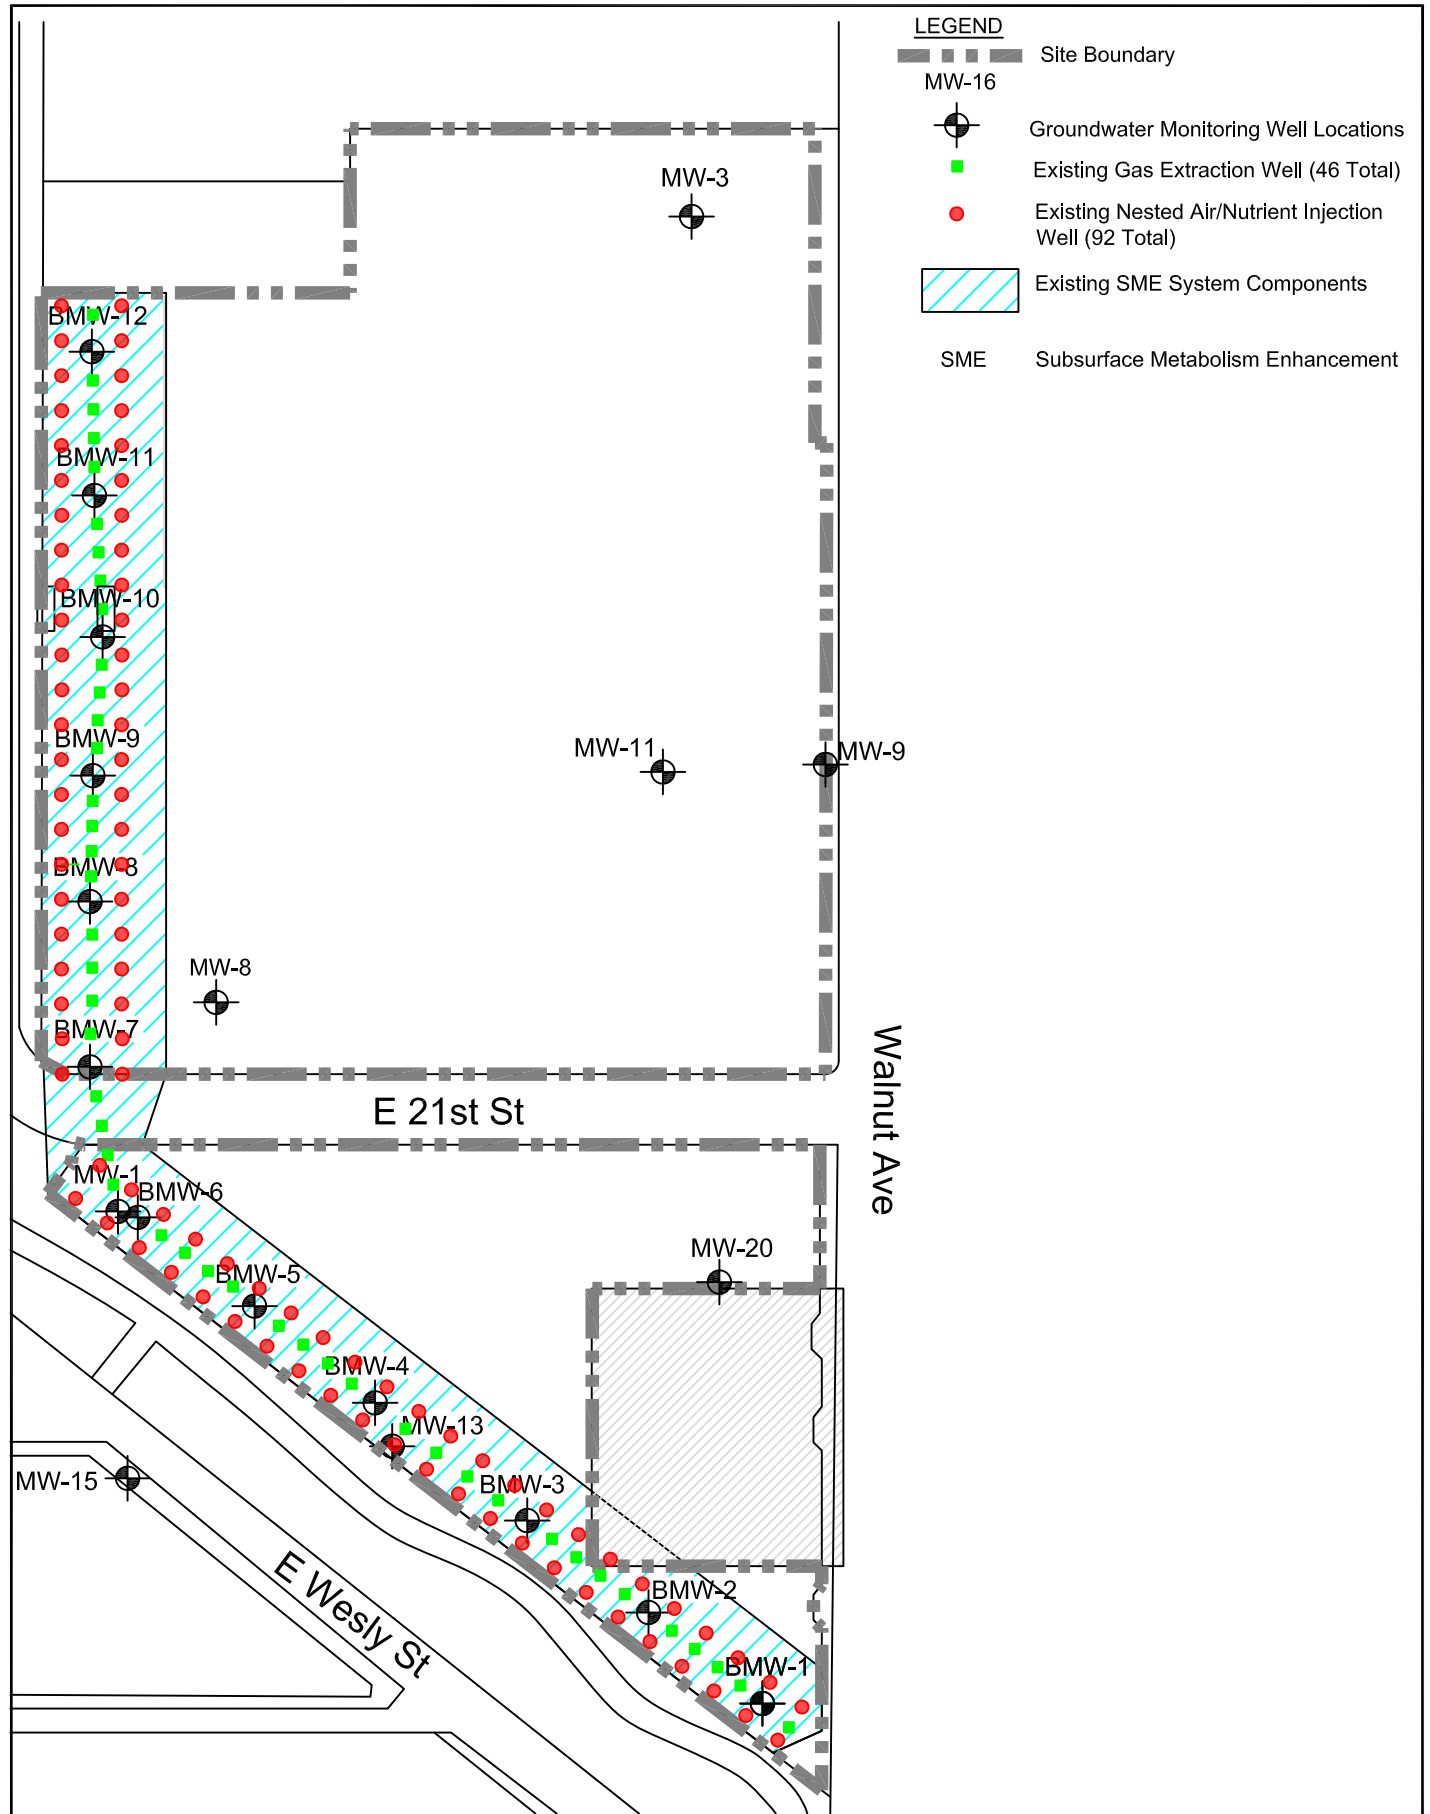 LEGEND
Site Boundary
MW-16
Groundwater Monitoring Well Locations
Existing Gas Extraction Well (46 Total)
Existing Nested Air/Nutrient Injection
Well (92 Total)
Existing SME System Components
SME Subsurface Metabolism Enhancement
MW-3
BMW-12
BMW-11
BMW-10
BMW-9
MW-11
MW-9
BMW-8
MW-8
BMW-7
Walnut Ave
E 21st St
MW-1
BMW-6
MW-20
BMW-5
BMW-4
MW-13
MW-15
BMW-3
E Wesly St
BMW-2
BMW-1